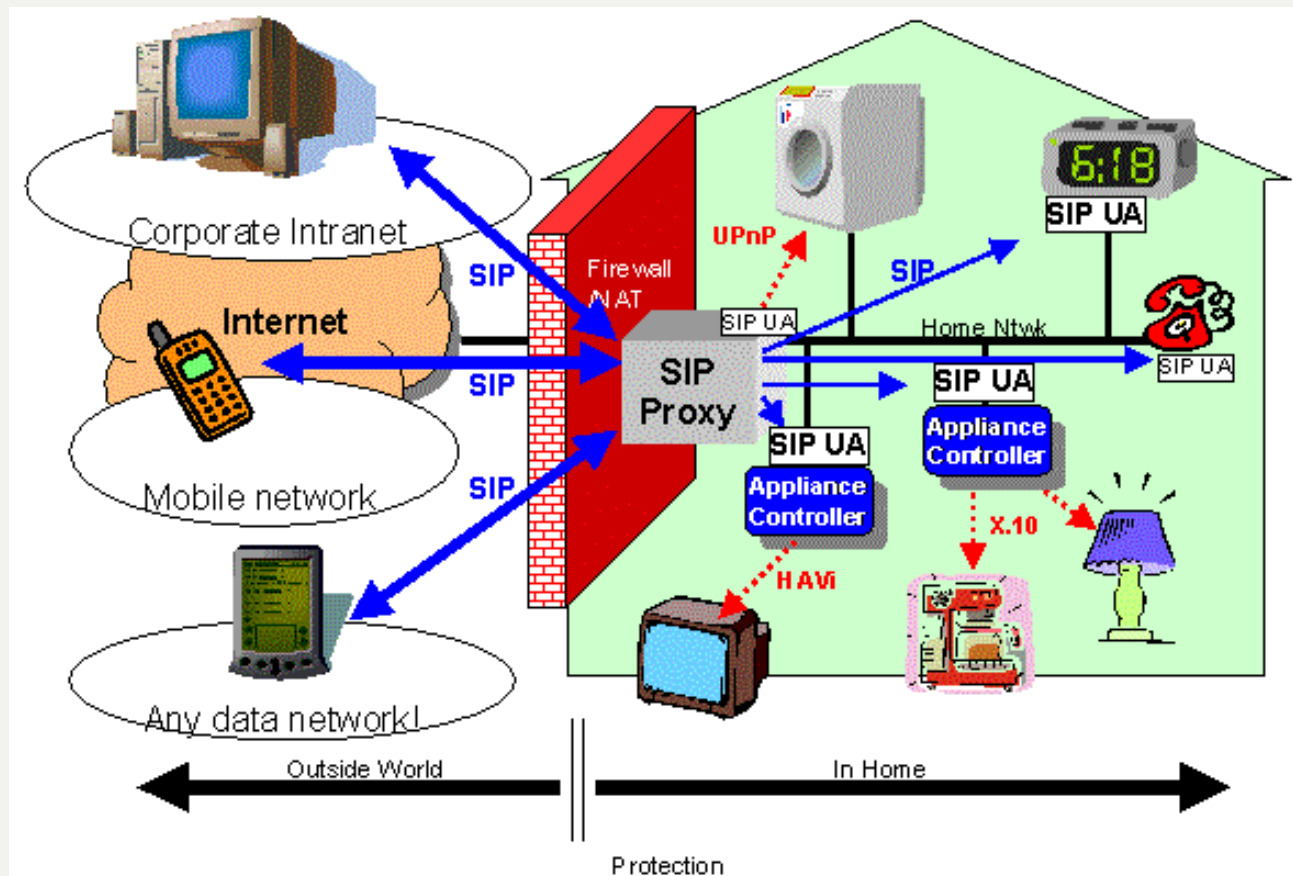 Corporate Intranet
Internet
Mobile network
Any data network!
SIP
SIP
SIP
Firewall
/NAT
SIP
Proxy
SIP UA
UPnP
SIP
6:18
SIP UA
Home Ntwk
SIP UA
SIP UA
Appliance
Controller
SIP UA
Appliance
Controller
X.10
HAVi
Outside World
In Home
Protection